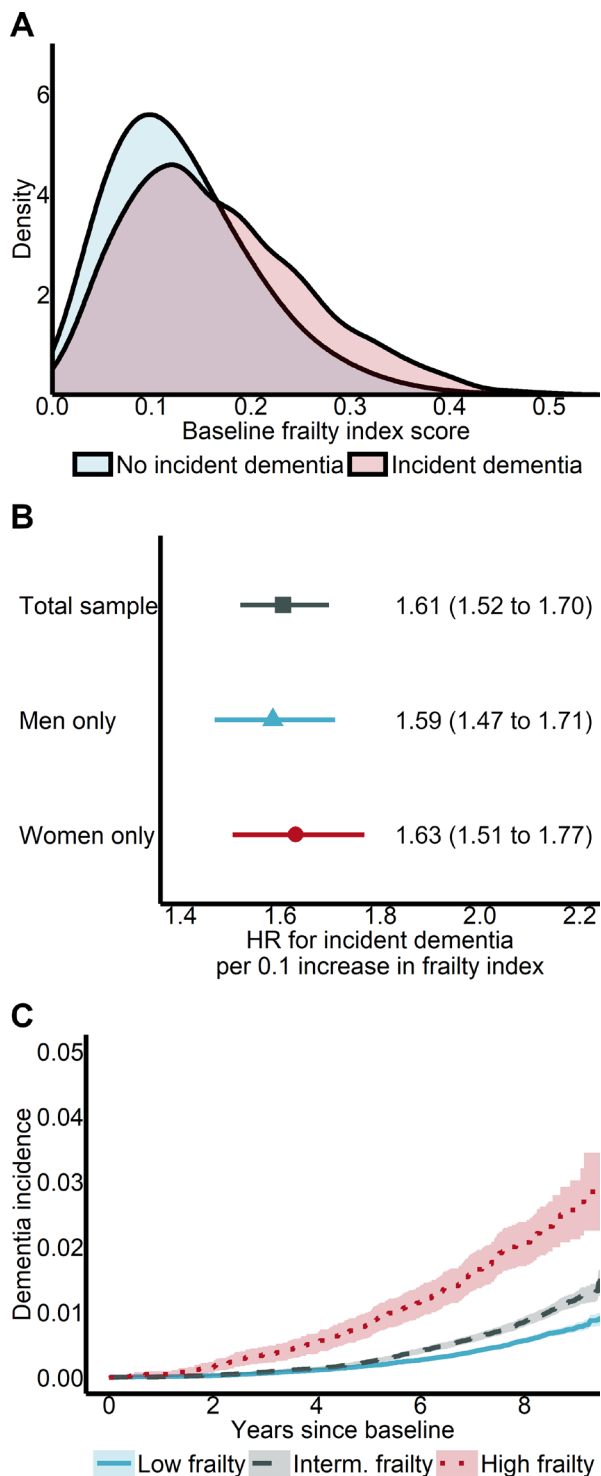 A
6
4
2
Density
0.0 0.1 0.2 0.3 0.4 0.5
Baseline frailty index score
No incident dementia Incident dementia
B
Total sample 1.61 (1.52 to 1.70)
Men only 1.59 (1.47 to 1.71)
Women only 1.63 (1.51 to 1.77)
1.4 1.6 1.8 2.0 2.2
HR for incident dementia
per 0.1 increase in frailty index
C
0.05
0.04
0.03
0.02
0.01
0.00
Dementia incidence
0 2 4 6 8
Years since baseline
Low frailty Interm. frailty High frailty